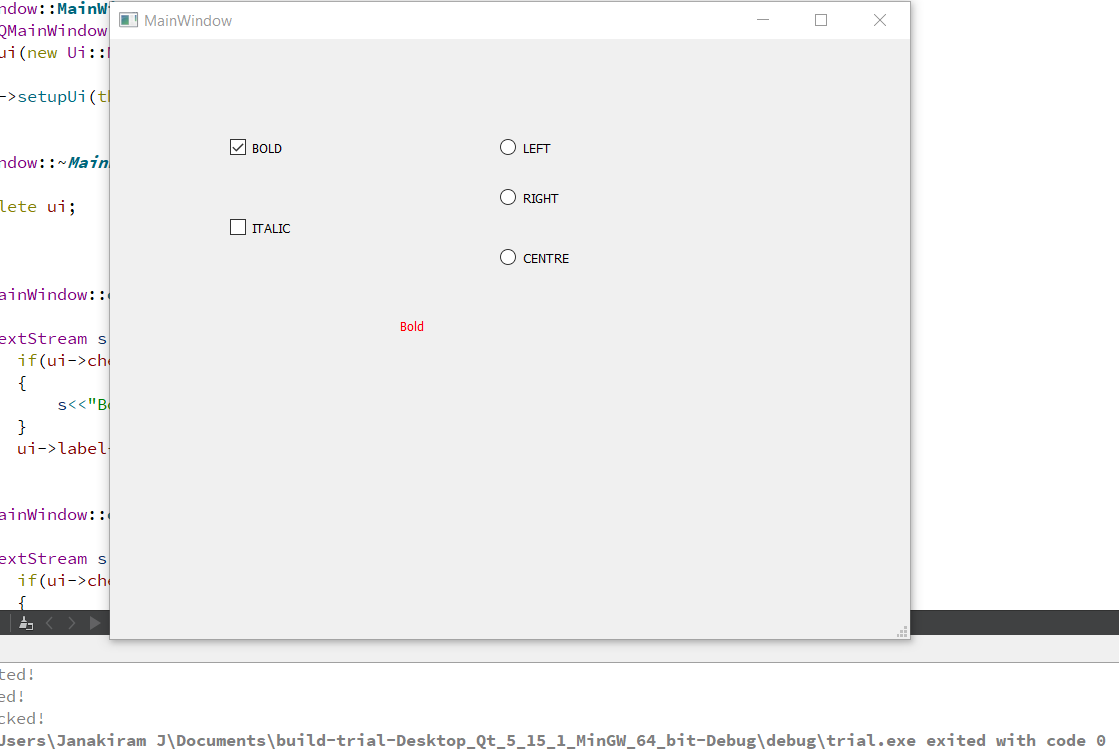 MainWindow
BOLD
LEFT
RIGHT
ITALIC
CENTRE
Bold
ndow::MainW
QMainWindow
ui(new Ui::
->setupUi(th
ndow::~Main
lete ui;
ainWindow::
extStream s
if(ui->che
{
s<<"Bo
}
ui->label
ainWindow::
extStream s
if(ui->che
{
ted!
ed!
cked!
Users\Janakiram J\Documents\build-trial-Desktop_Qt_5_15_1_MinGW_64_bit-Debug\debug\trial.exe exited with code 0